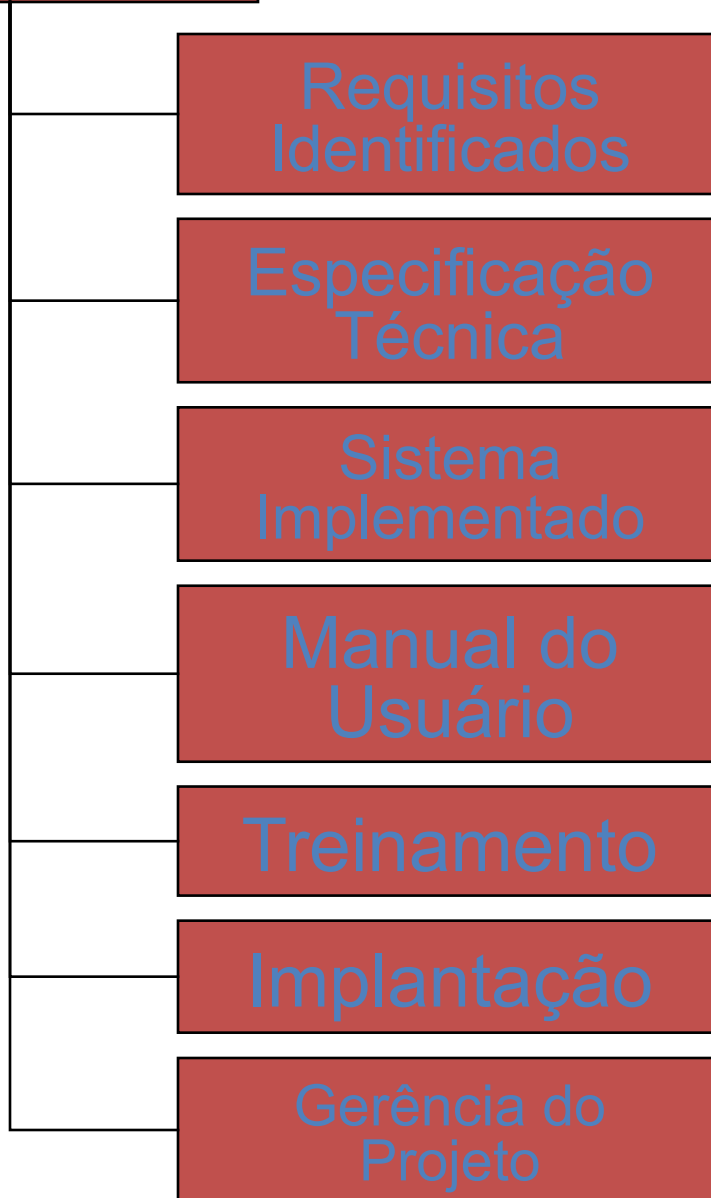 Requisitos
Identificados
Especificação
Técnica
Sistema
Implementado
Manual do
Usuário
Treinamento
Implantação
Gerência do
Projeto